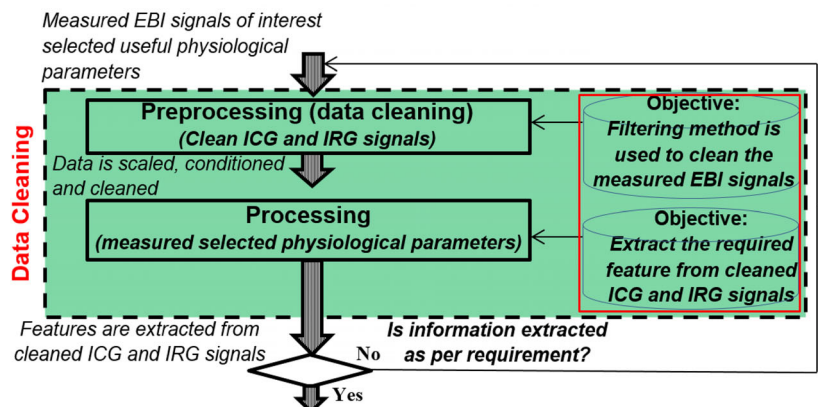 Measured EBI signals of interest
selected useful physiological
parameters
Data Cleaning
Preprocessing (data cleaning)
(Clean ICG and IRG signals)
Objective:
Filtering method is
used to clean the
measured EBI signals
Data is scaled, conditioned
and cleaned
Processing
(measured selected physiological parameters)
Objective:
Extract the required
feature from cleaned
ICG and IRG signals
Features are extracted from
cleaned ICG and IRG signals
Is information extracted
as per requirement?
No
Yes